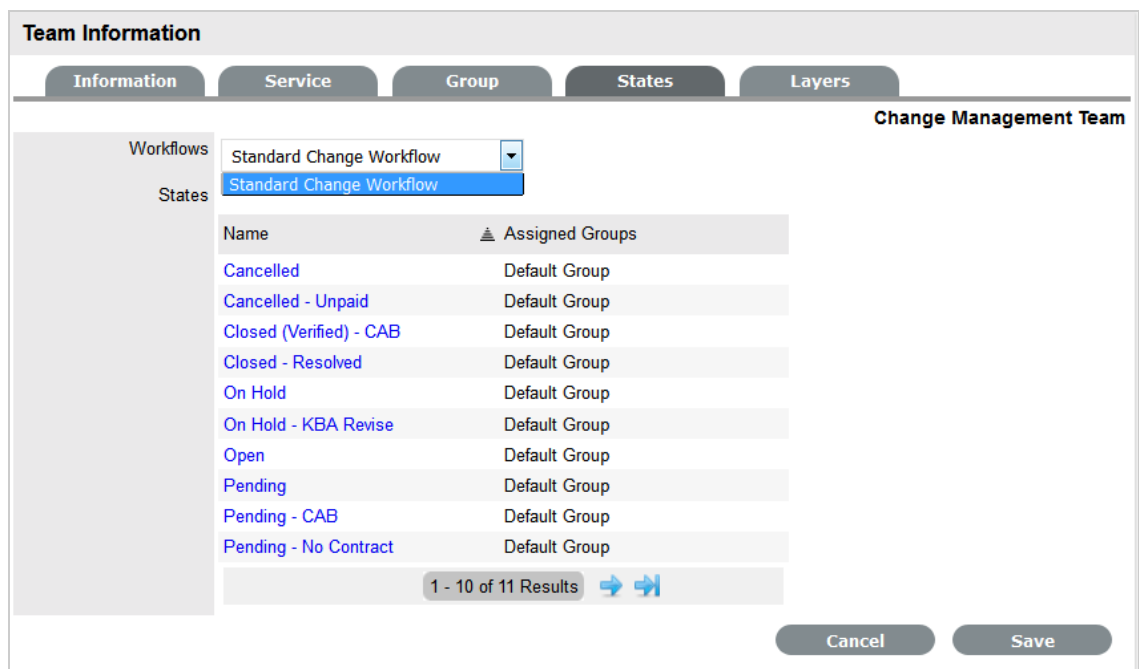 Team Information
Information Service Group States Layers
Change Management Team
Workflows Standard Change Workflow
Standard Change Workflow
States
Name Assigned Groups
Cancelled Default Group
Cancelled - Unpaid Default Group
Closed (Verified) - CAB Default Group
Closed - Resolved Default Group
On Hold Default Group
On Hold - KBA Revise Default Group
Open Default Group
Pending Default Group
Pending - CAB Default Group
Pending - No Contract Default Group
1 - 10 of 11 Results
Cancel Save